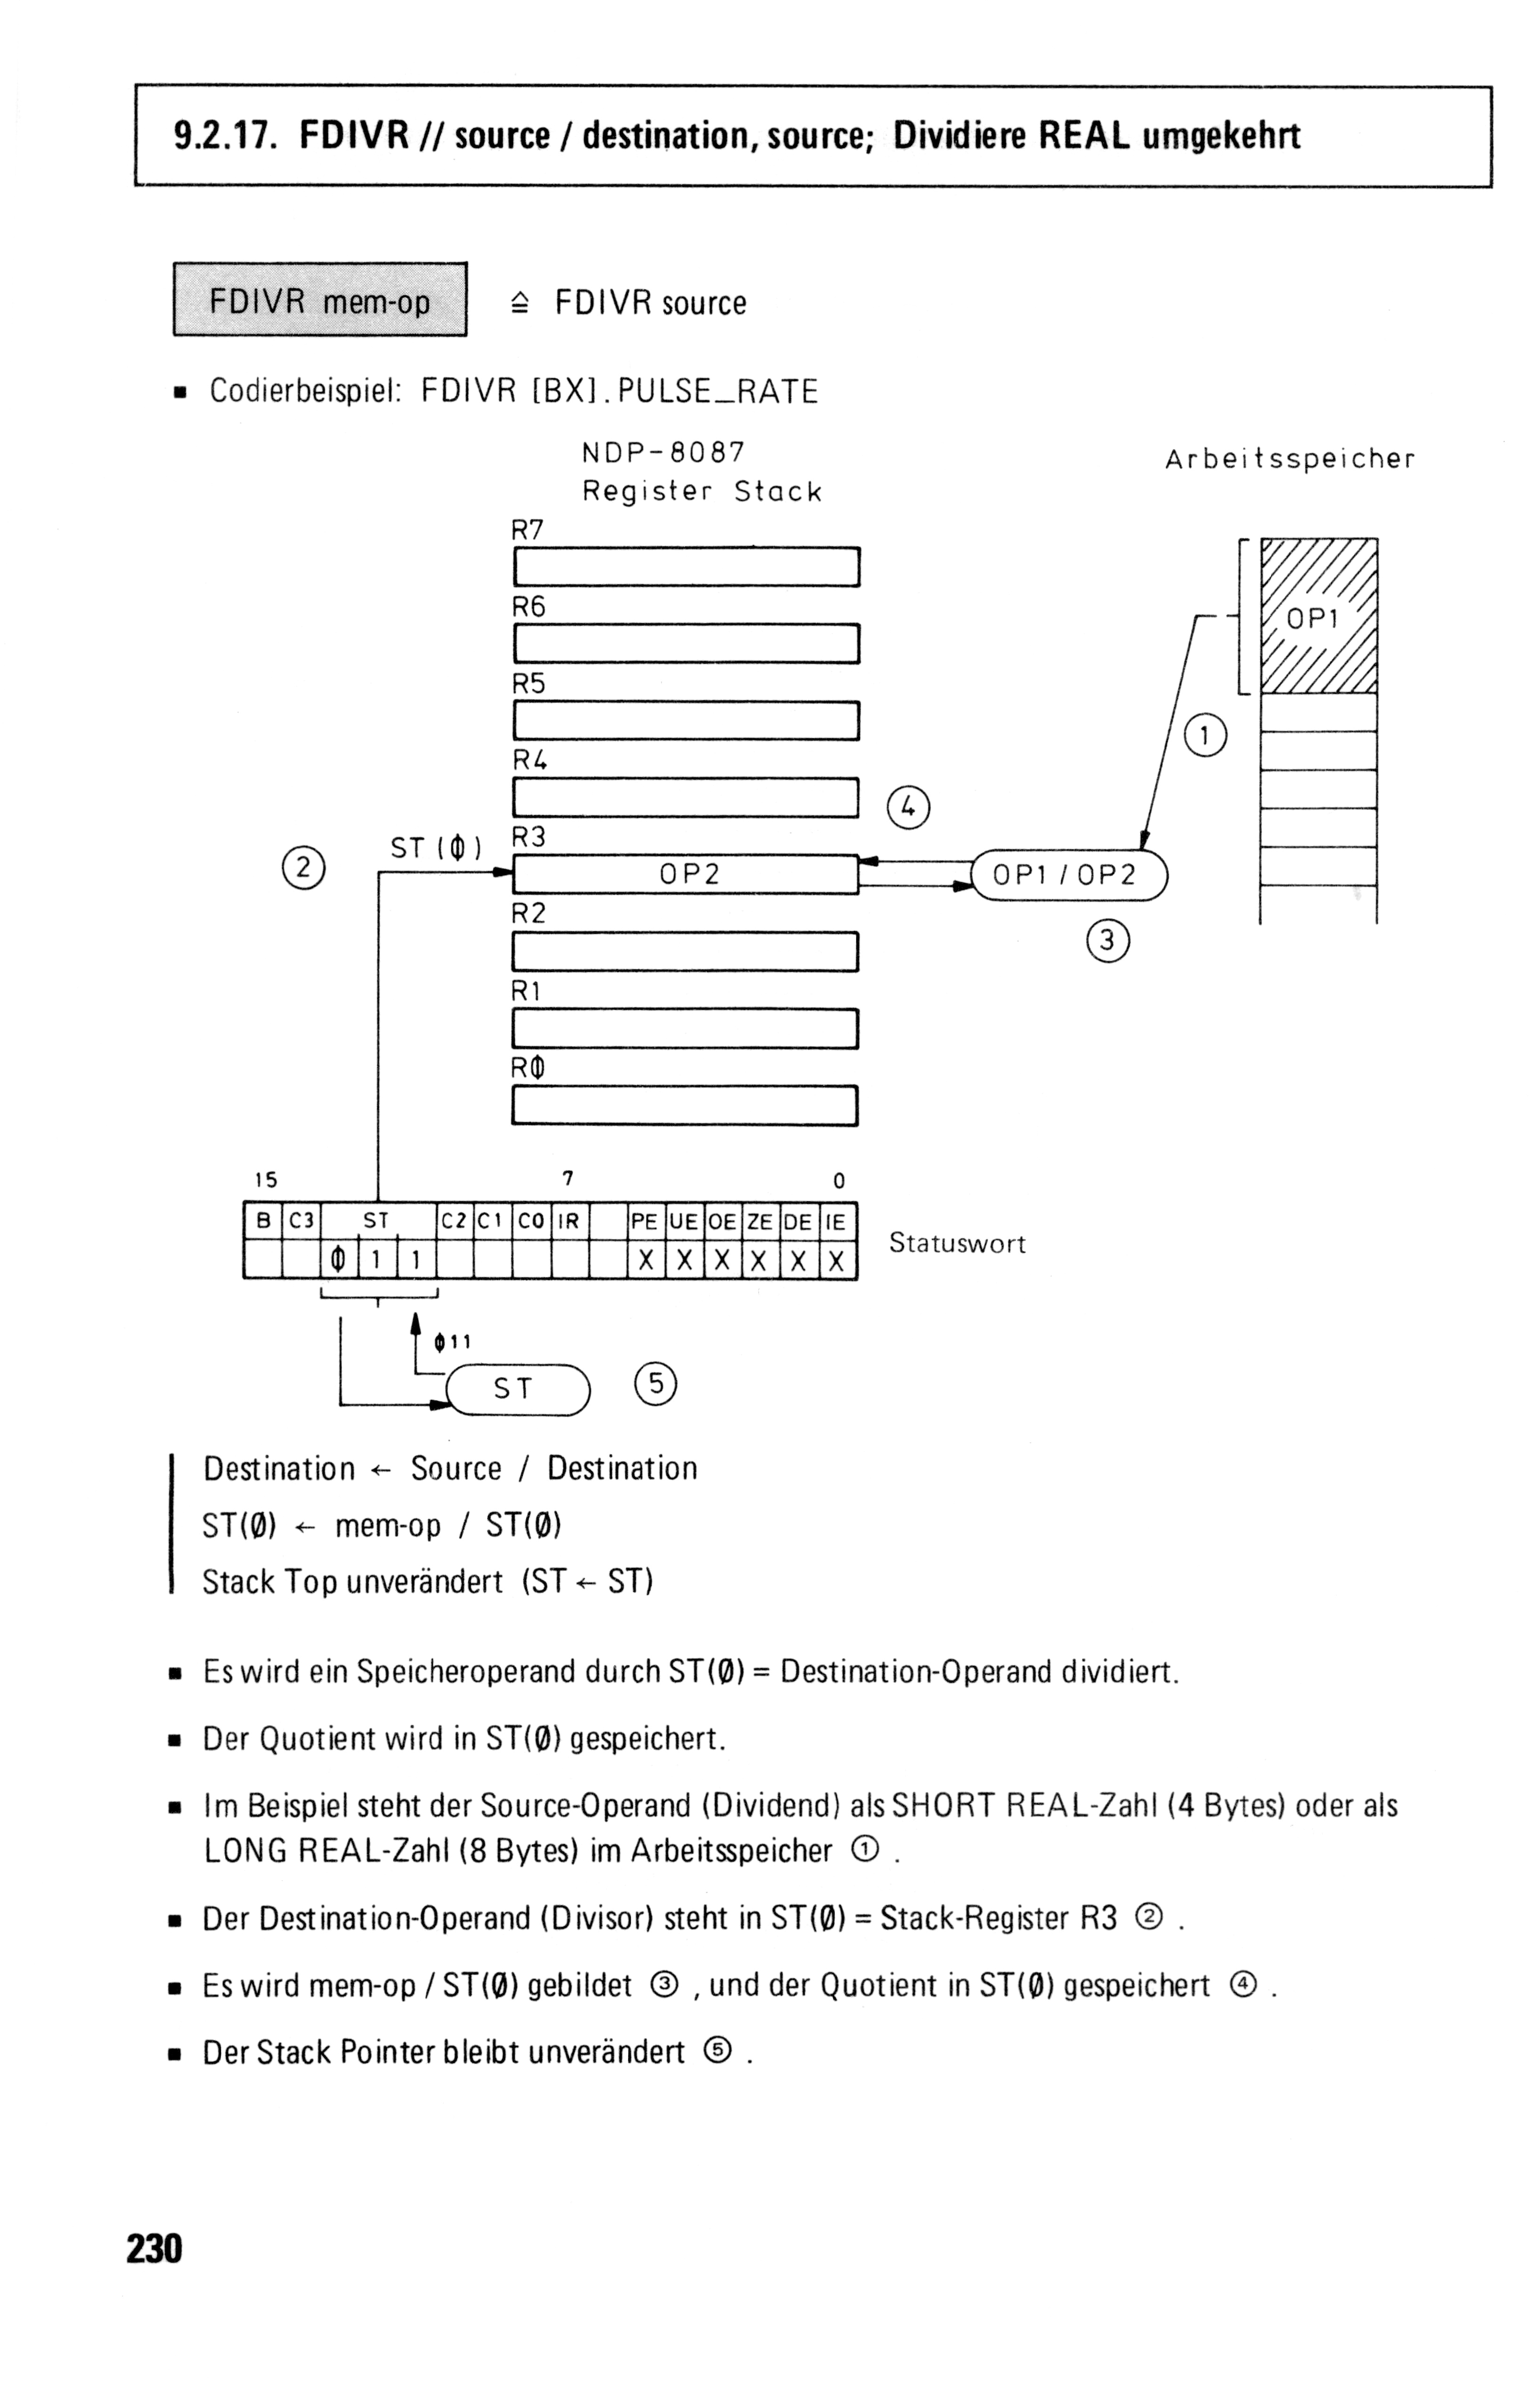 9.2.17. FDIVR // source / destination, source; Dividiere REAL umgekehrt
FDIVR mem-op ≙ FDIVR source
▪ Codierbeispiel: FDIVR [BX].PULSE_RATE
NDP-8087
Register Stack
Arbeitsspeicher
R7
R6
OP1
R5
①
R4
④
② ST(Ø) R3
OP2
OP1 / OP2
③
R2
R1
RØ
15 7 0
B C3 ST C2 C1 C0 IR PE UE OE ZE DE IE
Statuswort
Ø 1 1 X X X X X X
Ø11
ST ⑤
Destination ← Source / Destination
ST(Ø) ← mem-op / ST(Ø)
Stack Top unverändert (ST ← ST)
▪ Es wird ein Speicheroperand durch ST(Ø) = Destination-Operand dividiert.
▪ Der Quotient wird in ST(Ø) gespeichert.
▪ Im Beispiel steht der Source-Operand (Dividend) als SHORT REAL-Zahl (4 Bytes) oder als
LONG REAL-Zahl (8 Bytes) im Arbeitsspeicher ① .
▪ Der Destination-Operand (Divisor) steht in ST(Ø) = Stack-Register R3 ② .
▪ Es wird mem-op / ST(Ø) gebildet ③ , und der Quotient in ST(Ø) gespeichert ④ .
▪ Der Stack Pointer bleibt unverändert ⑤ .
230